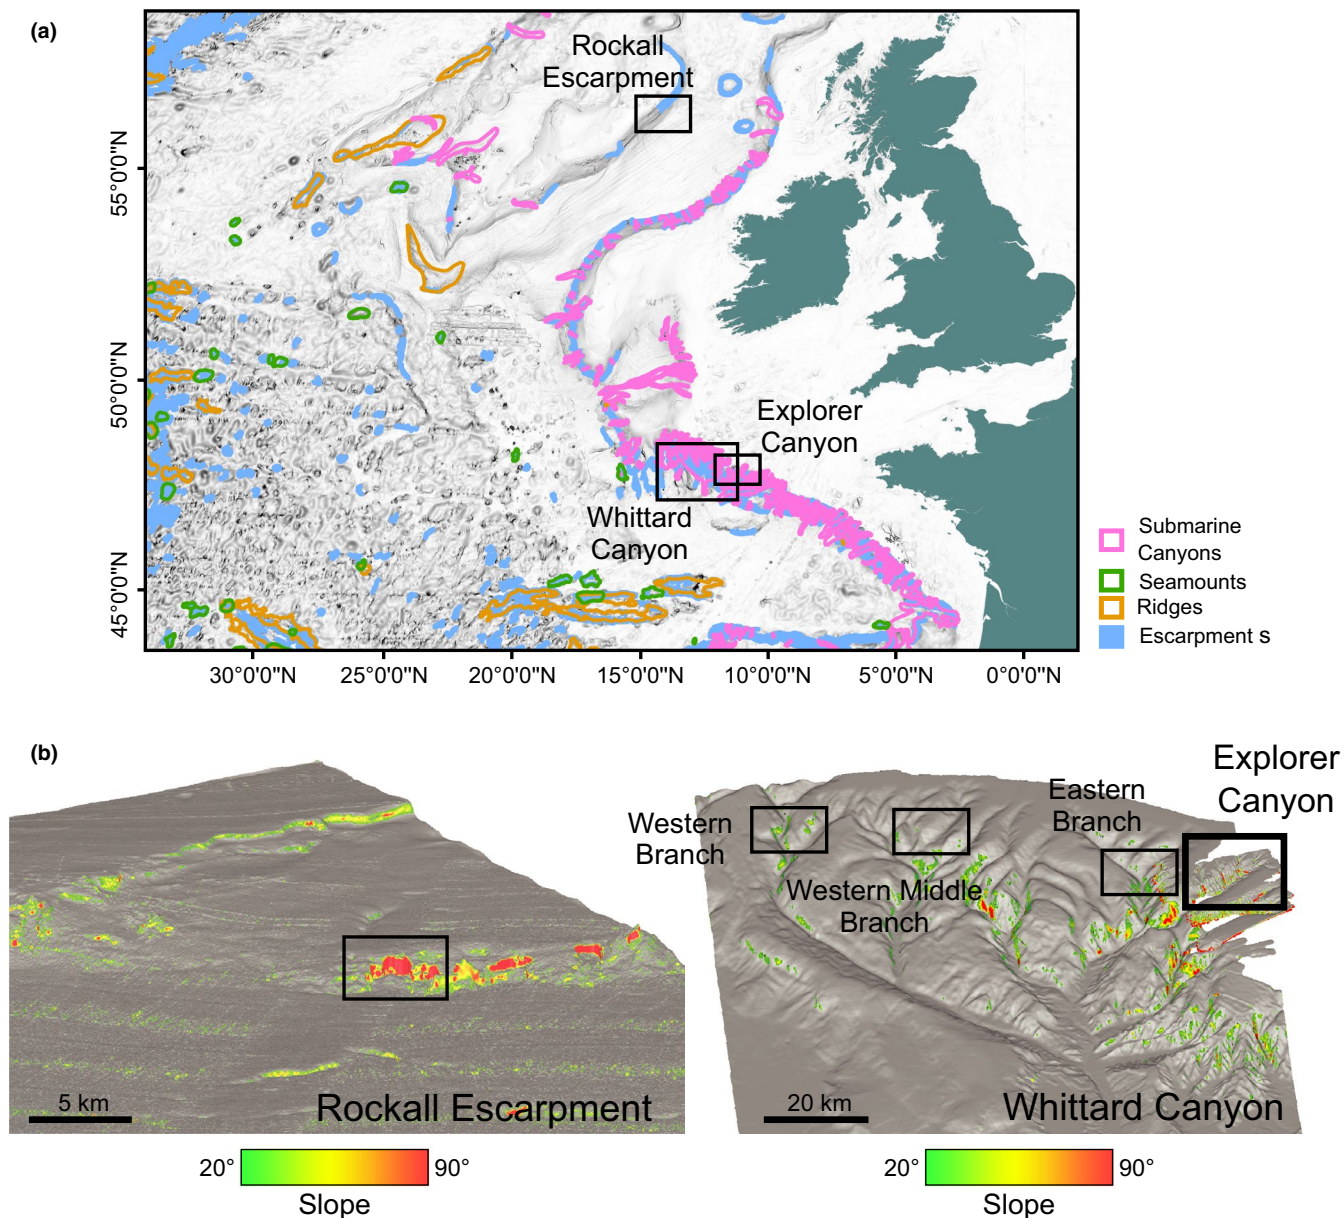 (a)
Rockall
Escarpment
Explorer
Canyon
Whittard
Canyon
55°0'0"N
50°0'0"N
45°0'0"N
30°0'0"N
25°0'0"N
20°0'0"N
15°0'0"N
10°0'0"N
5°0'0"N
0°0'0"N
Submarine
Canyons
Seamounts
Ridges
Escarpment s
(b)
5 km
Rockall Escarpment
20°
90°
Slope
Western
Branch
Western Middle
Branch
Eastern
Branch
Explorer
Canyon
20 km
Whittard Canyon
20°
90°
Slope